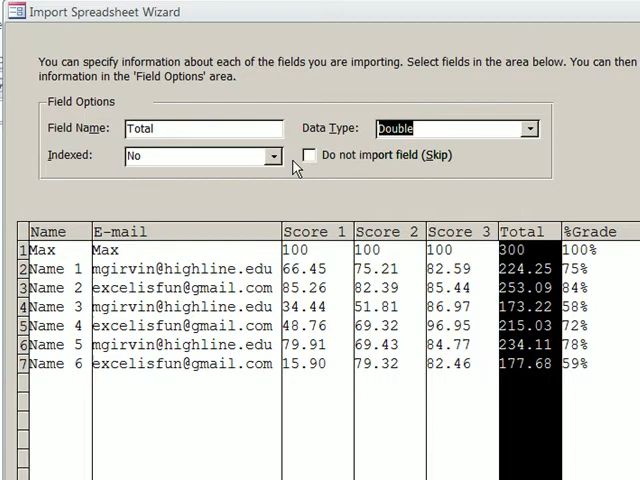 Import Spreadsheet Wizard
You can specify information about each of the fields you are importing. Select fields in the area below. You can then
information in the 'Field Options' area.
Field Options
Field Name: Total Data Type: Double
Indexed: No Do not import field (Skip)
Name E-mail Score 1 Score 2 Score 3 Total %Grade
1 Max Max 100 100 100 300 100%
2 Name 1 mgirvin@highline.edu 66.45 75.21 82.59 224.25 75%
3 Name 2 excelisfun@gmail.com 85.26 82.39 85.44 253.09 84%
4 Name 3 mgirvin@highline.edu 34.44 51.81 86.97 173.22 58%
5 Name 4 excelisfun@gmail.com 48.76 69.32 96.95 215.03 72%
6 Name 5 mgirvin@highline.edu 79.91 69.43 84.77 234.11 78%
7 Name 6 excelisfun@gmail.com 15.90 79.32 82.46 177.68 59%